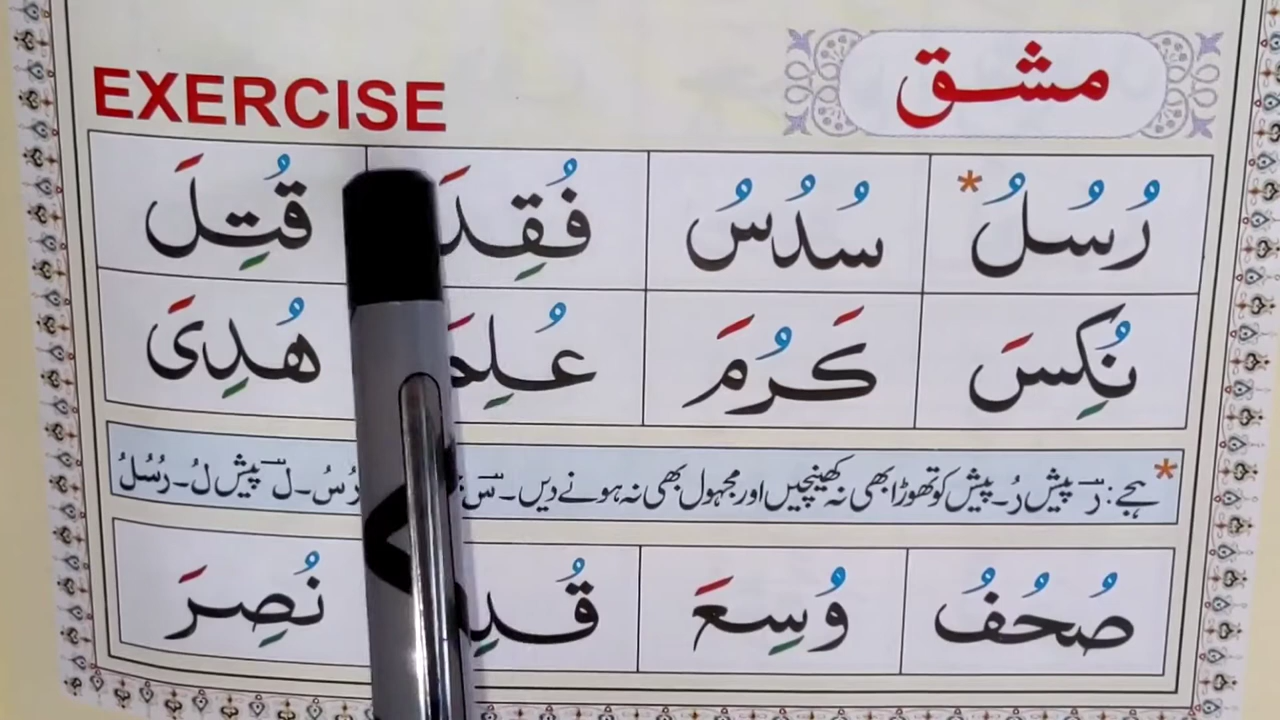 EXERCISE مشق
رُسُلُ* سُدُسُ فُقِدَ قُتِلَ
نُكِسَ كَرُمَ عُلِمَ هُدِىَ
*ہجے: رَ پیش رُ۔ پیش کو تھوڑا بھی نہ کھینچیں اور مجہول بھی نہ ہونے دیں۔ سٓ رُسُ۔ لٓ پیش لُ۔ رُسُلُ
صُحُفُ وُسِعَ نُصِرَ